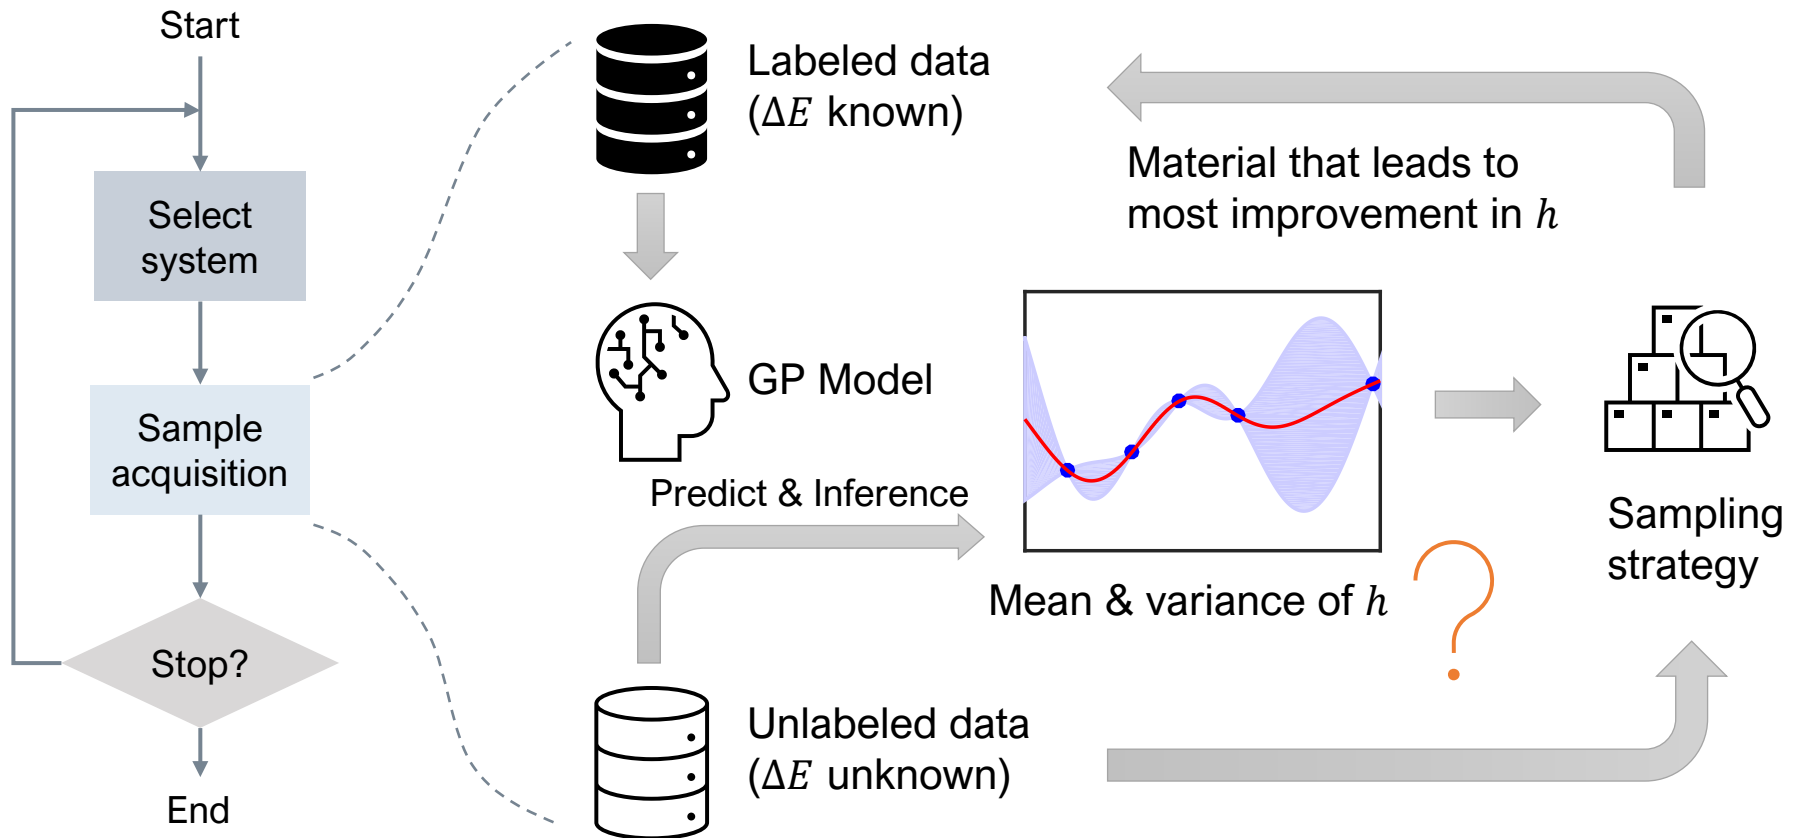 Start
Select
system
Sample
acquisition
Stop?
End
Labeled data
(ΔE known)
GP Model
Predict & Inference
Unlabeled data
(ΔE unknown)
Mean & variance of h
?
Material that leads to
most improvement in h
Sampling
strategy